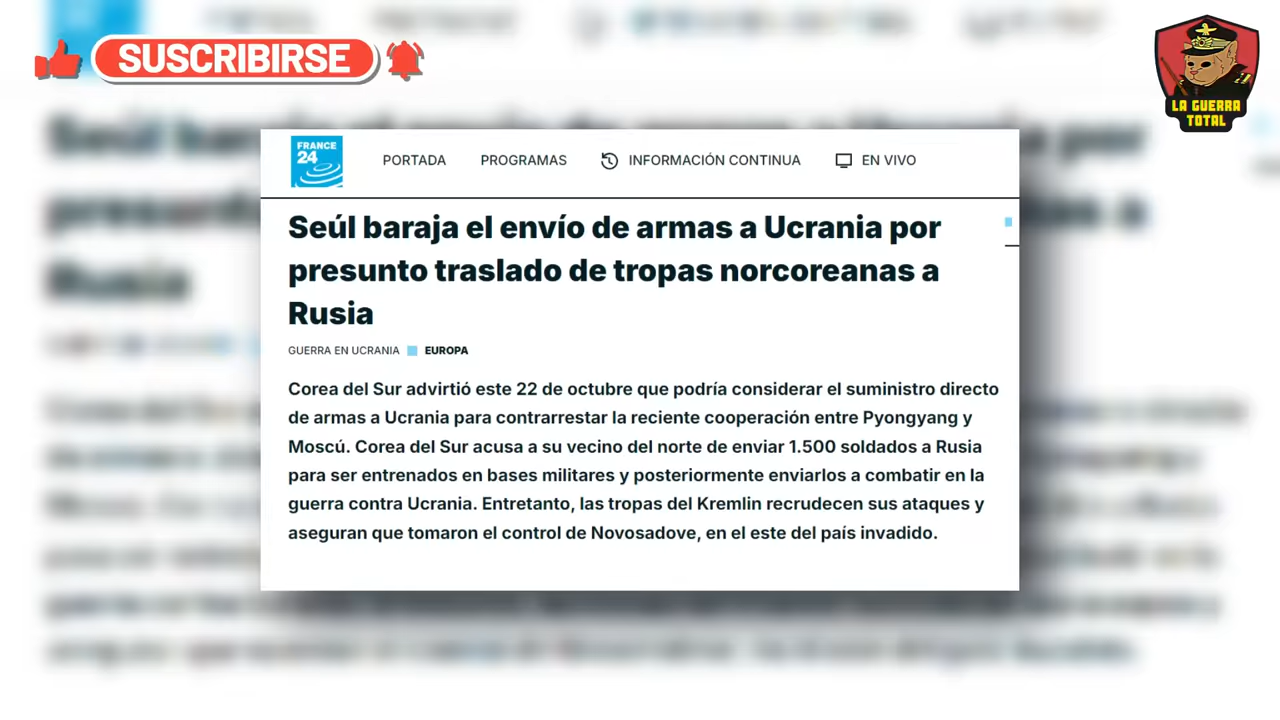 SUSCRIBIRSE
LA GUERRA
TOTAL
FRANCE
24
PORTADA PROGRAMAS INFORMACIÓN CONTINUA EN VIVO
Seúl baraja el envío de armas a Ucrania por
presunto traslado de tropas norcoreanas a
Rusia
GUERRA EN UCRANIA EUROPA
Corea del Sur advirtió este 22 de octubre que podría considerar el suministro directo
de armas a Ucrania para contrarrestar la reciente cooperación entre Pyongyang y
Moscú. Corea del Sur acusa a su vecino del norte de enviar 1.500 soldados a Rusia
para ser entrenados en bases militares y posteriormente enviarlos a combatir en la
guerra contra Ucrania. Entretanto, las tropas del Kremlin recrudecen sus ataques y
aseguran que tomaron el control de Novosadove, en el este del país invadido.